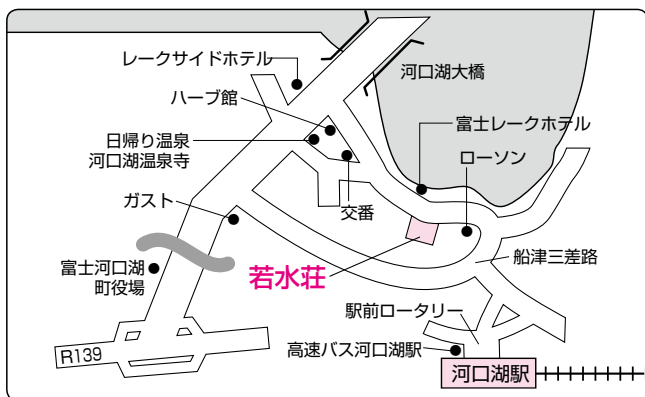 レークサイドホテル
河口湖大橋
ハーブ館
富士レークホテル
日帰り温泉
河口湖温泉寺
ローソン
ガスト
交番
船津三差路
富士河口湖
町役場
若水荘
駅前ロータリー
R139
高速バス河口湖駅
河口湖駅